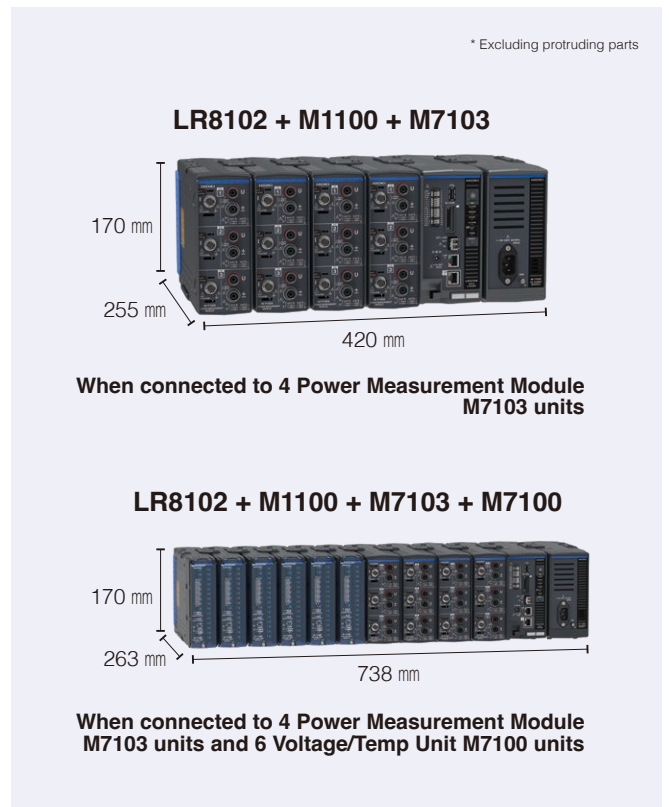 * Excluding protruding parts
LR8102 + M1100 + M7103
170 mm
255 mm
420 mm
When connected to 4 Power Measurement Module
M7103 units
LR8102 + M1100 + M7103 + M7100
170 mm
263 mm
738 mm
When connected to 4 Power Measurement Module
M7103 units and 6 Voltage/Temp Unit M7100 units